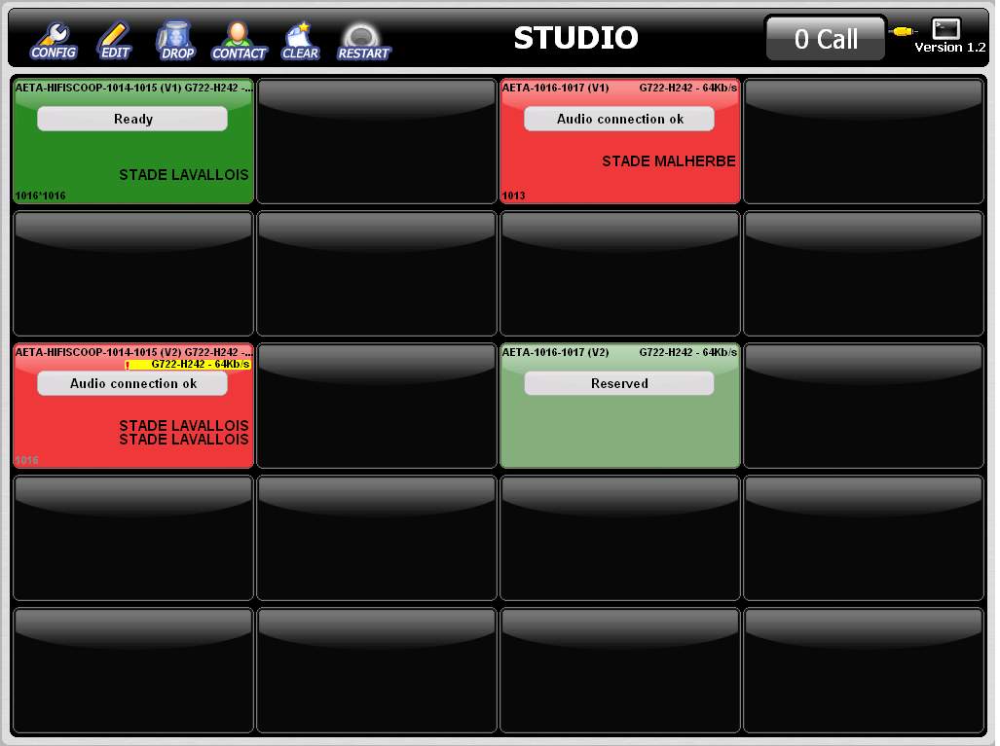 CONFIG
EDIT
DROP
CONTACT
CLEAR
RESTART
STUDIO
0 Call
Version 1.2
AETA-HIFISCOOP-1014-1015 (V1) G722-H242 -...
Ready
STADE LAVALLOIS
1016*1016
AETA-1016-1017 (V1) G722-H242 - 64Kb/s
Audio connection ok
STADE MALHERBE
1013
AETA-HIFISCOOP-1014-1015 (V2) G722-H242 -...
! G722-H242 - 64Kb/s
Audio connection ok
STADE LAVALLOIS
STADE LAVALLOIS
1016
AETA-1016-1017 (V2) G722-H242 - 64Kb/s
Reserved